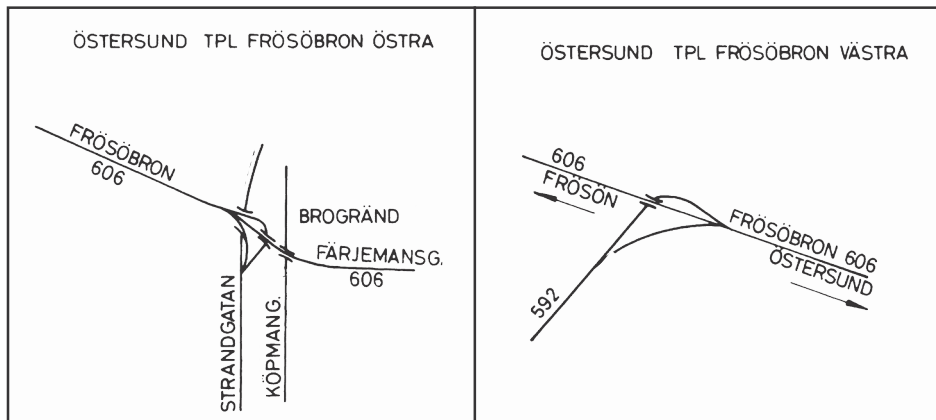 ÖSTERSUND TPL FRÖSÖBRON ÖSTRA
FRÖSÖBRON
606
BROGRÄND
FÄRJEMANSG.
606
STRANDGATAN
KÖPMANG.
ÖSTERSUND TPL FRÖSÖBRON VÄSTRA
606
FRÖSÖN
FRÖSÖBRON 606
ÖSTERSUND
592